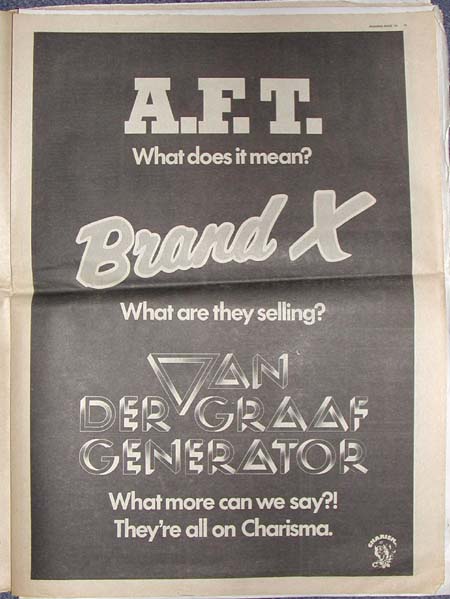 A.F.T.
What does it mean?
Brand X
What are they selling?
VAN
DER GRAAF
GENERATOR
What more can we say?!
They're all on Charisma.